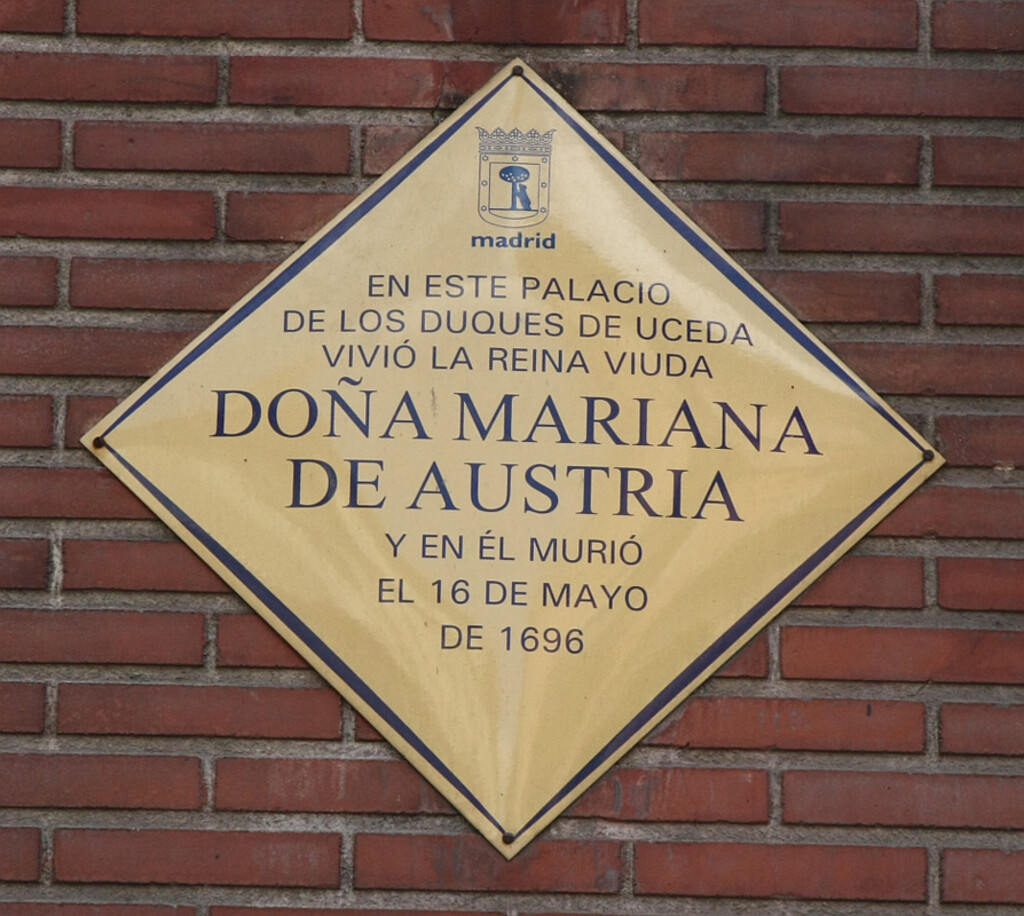 madrid
EN ESTE PALACIO
DE LOS DUQUES DE UCEDA
VIVIÓ LA REINA VIUDA
DOÑA MARIANA
DE AUSTRIA
Y EN ÉL MURIÓ
EL 16 DE MAYO
DE 1696